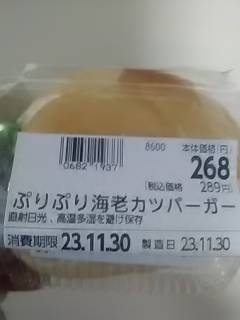 8600 本体価格(円)
268
0682 1937
(税込価格 289円)
ぷりぷり海老カツバーガー
直射日光、高温多湿を避け保存
消費期限 23.11.30 製造日 23.11.30